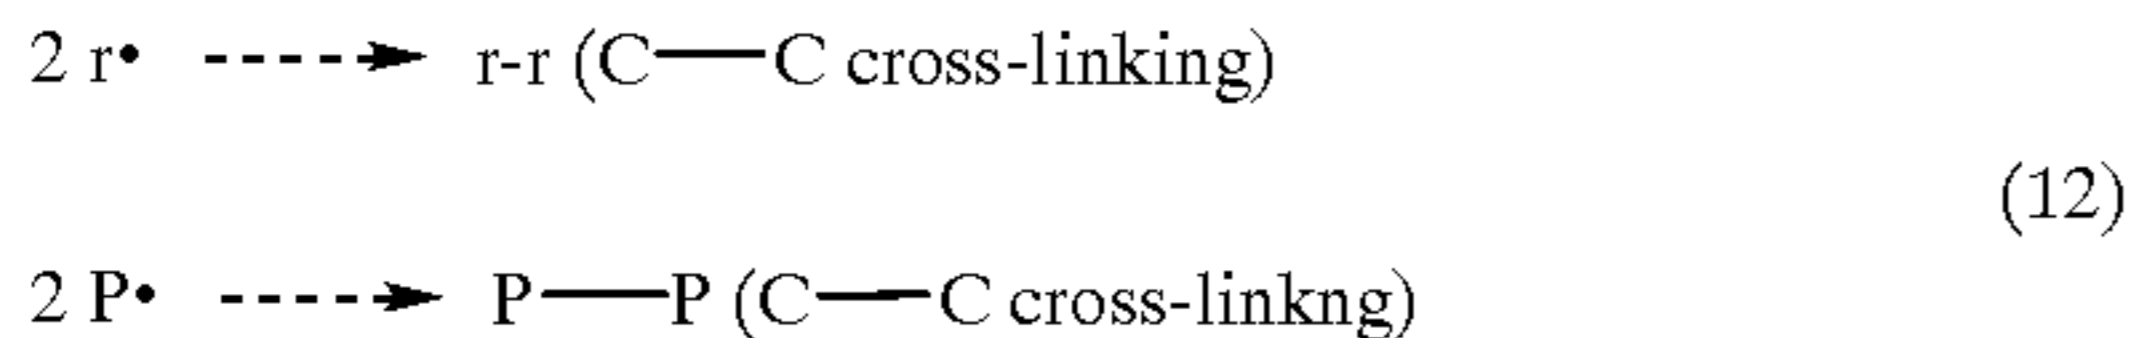 2 r• ----► r-r (C—C cross-linking)
(12)
2 P• ----► P—P (C—C cross-linkng)